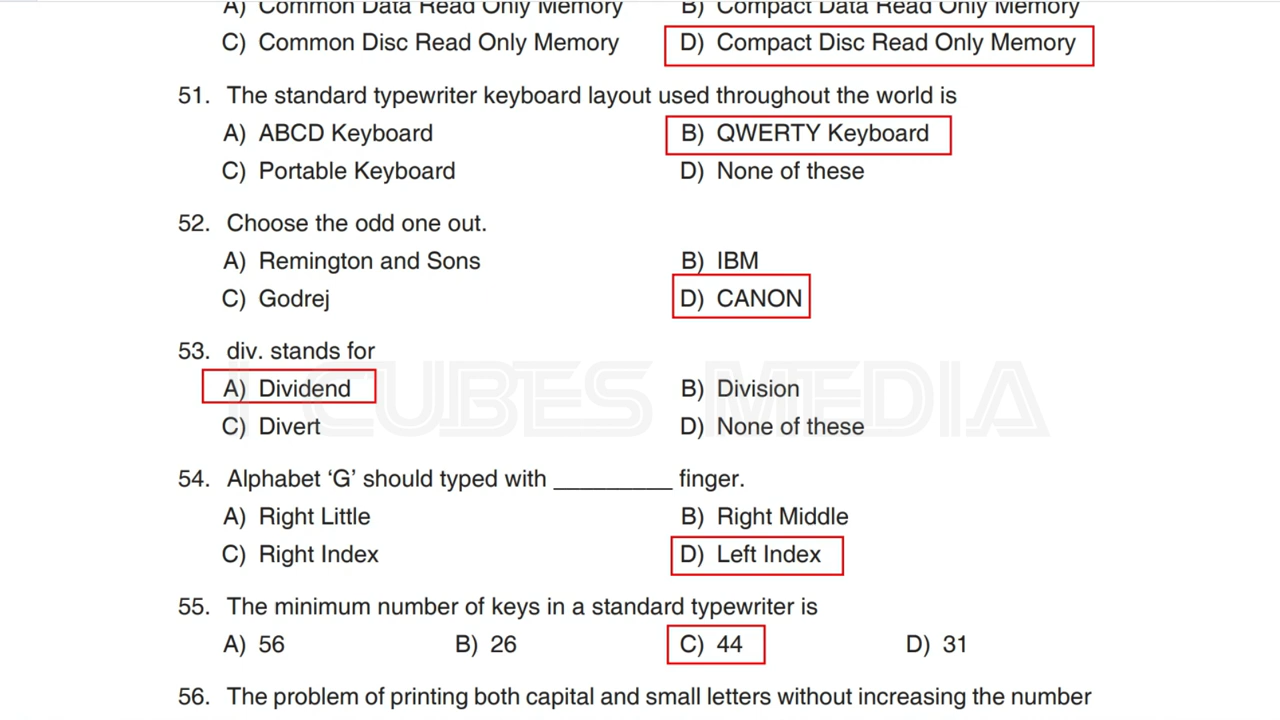 A) Common Data Read Only Memory B) Compact Data Read Only Memory
C) Common Disc Read Only Memory D) Compact Disc Read Only Memory
51. The standard typewriter keyboard layout used throughout the world is
A) ABCD Keyboard B) QWERTY Keyboard
C) Portable Keyboard D) None of these
52. Choose the odd one out.
A) Remington and Sons B) IBM
C) Godrej D) CANON
53. div. stands for
A) Dividend B) Division
I CUBES MEDIA
C) Divert D) None of these
54. Alphabet ‘G’ should typed with _________ finger.
A) Right Little B) Right Middle
C) Right Index D) Left Index
55. The minimum number of keys in a standard typewriter is
A) 56 B) 26 C) 44 D) 31
56. The problem of printing both capital and small letters without increasing the number